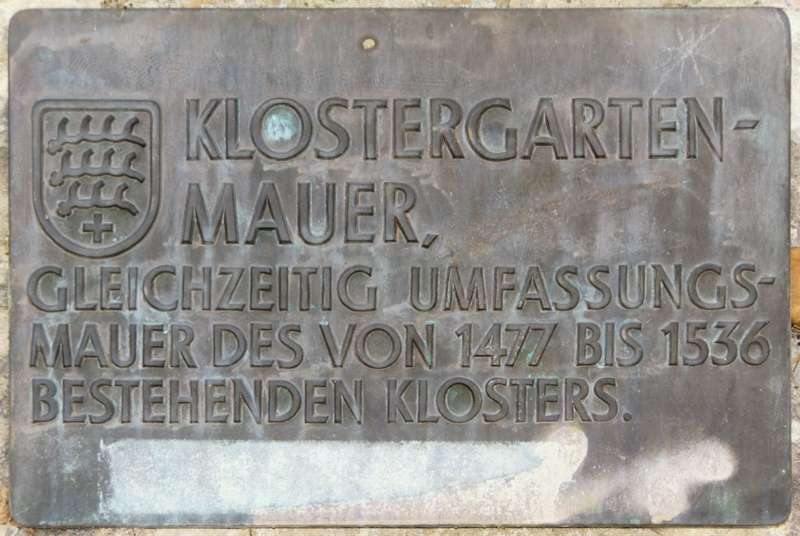 KLOSTERGARTEN-
MAUER,
GLEICHZEITIG UMFASSUNGS-
MAUER DES VON 1477 BIS 1536
BESTEHENDEN KLOSTERS.